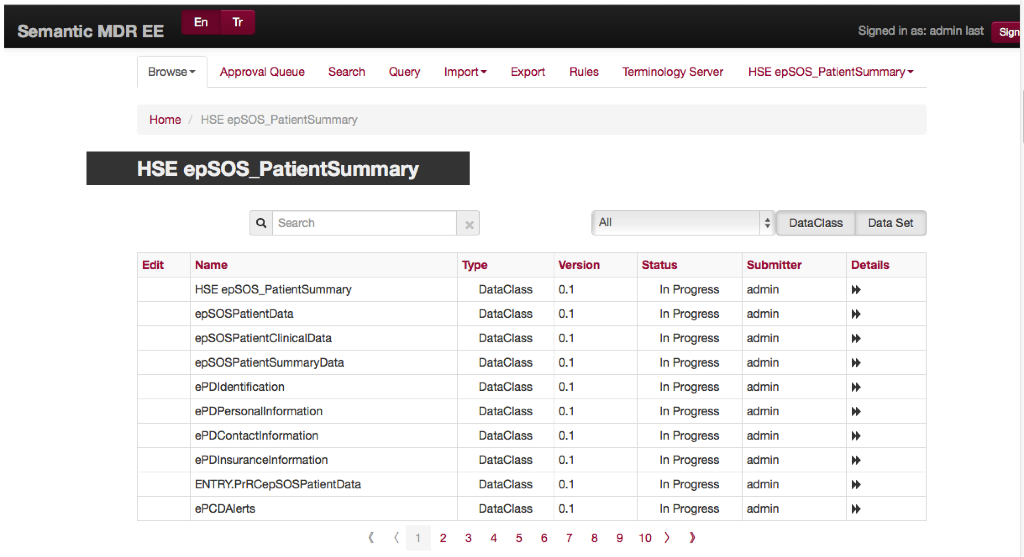 Semantic MDR EE En Tr Signed in as: admin last Sign
Browse Approval Queue Search Query Import Export Rules Terminology Server HSE epSOS_PatientSummary
Home / HSE epSOS_PatientSummary
HSE epSOS_PatientSummary
Search All DataClass Data Set
Edit Name Type Version Status Submitter Details
HSE epSOS_PatientSummary DataClass 0.1 In Progress admin
epSOSPatientData DataClass 0.1 In Progress admin
epSOSPatientClinicalData DataClass 0.1 In Progress admin
epSOSPatientSummaryData DataClass 0.1 In Progress admin
ePDIdentification DataClass 0.1 In Progress admin
ePDPersonalInformation DataClass 0.1 In Progress admin
ePDContactInformation DataClass 0.1 In Progress admin
ePDInsuranceInformation DataClass 0.1 In Progress admin
ENTRY.PrRCepSOSPatientData DataClass 0.1 In Progress admin
ePCDAlerts DataClass 0.1 In Progress admin
《 〈 1 2 3 4 5 6 7 8 9 10 〉 》